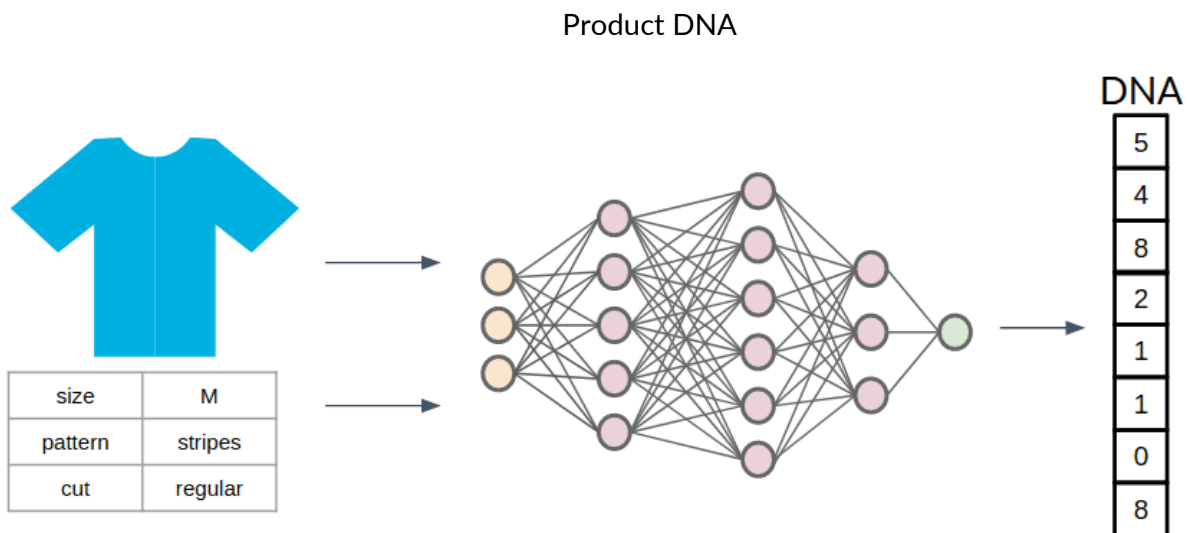 Product DNA
size M
pattern stripes
cut regular
DNA
5
4
8
2
1
1
0
8